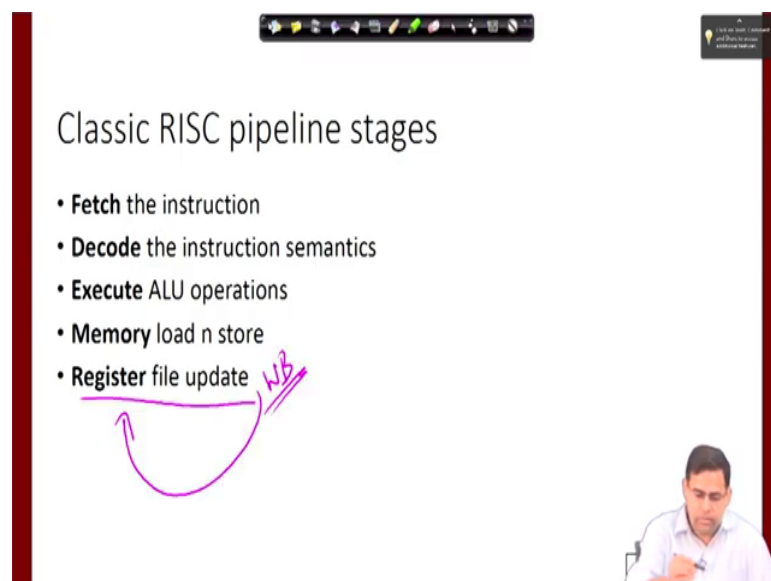 Classic RISC pipeline stages
• Fetch the instruction
• Decode the instruction semantics
• Execute ALU operations
• Memory load n store
• Register file update, WB